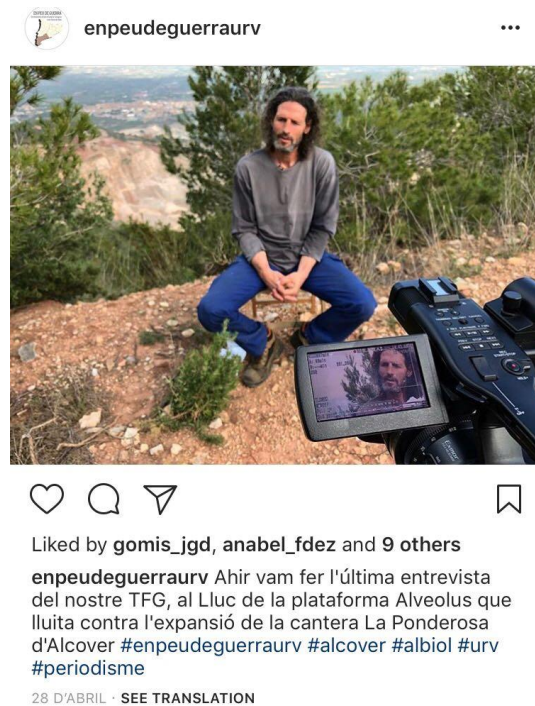 enpeudeguerraurv
Liked by gomis_jgd, anabel_fdez and 9 others
enpeudeguerraurv Ahir vam fer l'última entrevista
del nostre TFG, al Lluc de la plataforma Alveolus que
lluita contra l'expansió de la cantera La Ponderosa
d'Alcover #enpeudeguerraurv #alcover #albiol #urv
#periodisme
28 D'ABRIL · SEE TRANSLATION